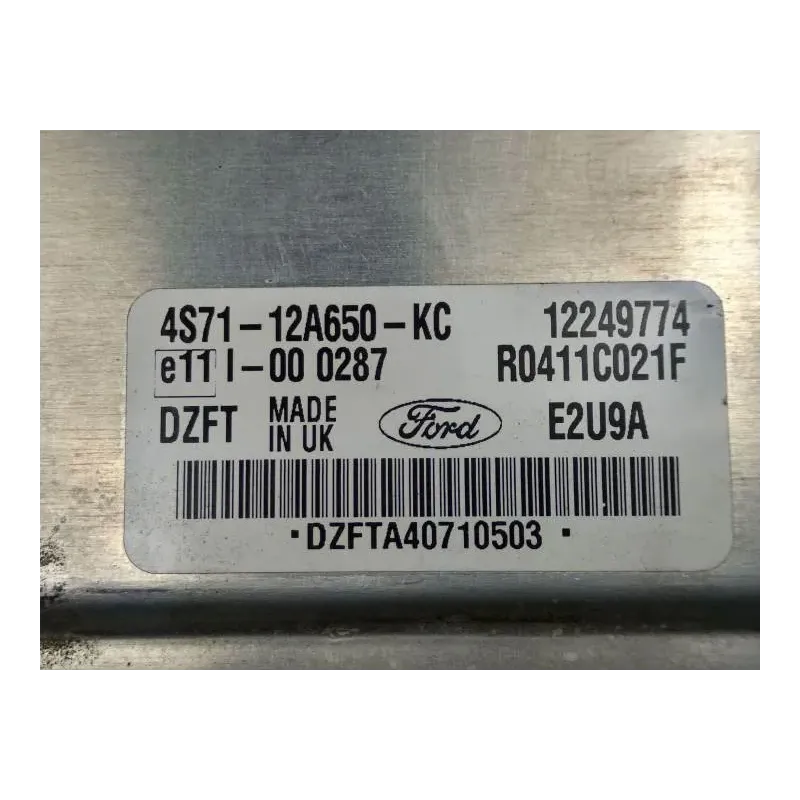 4S71-12A650-KC 12249774
e11 I-00 0287 R0411C021F
DZFT MADE IN UK Ford E2U9A
·DZFTA40710503·